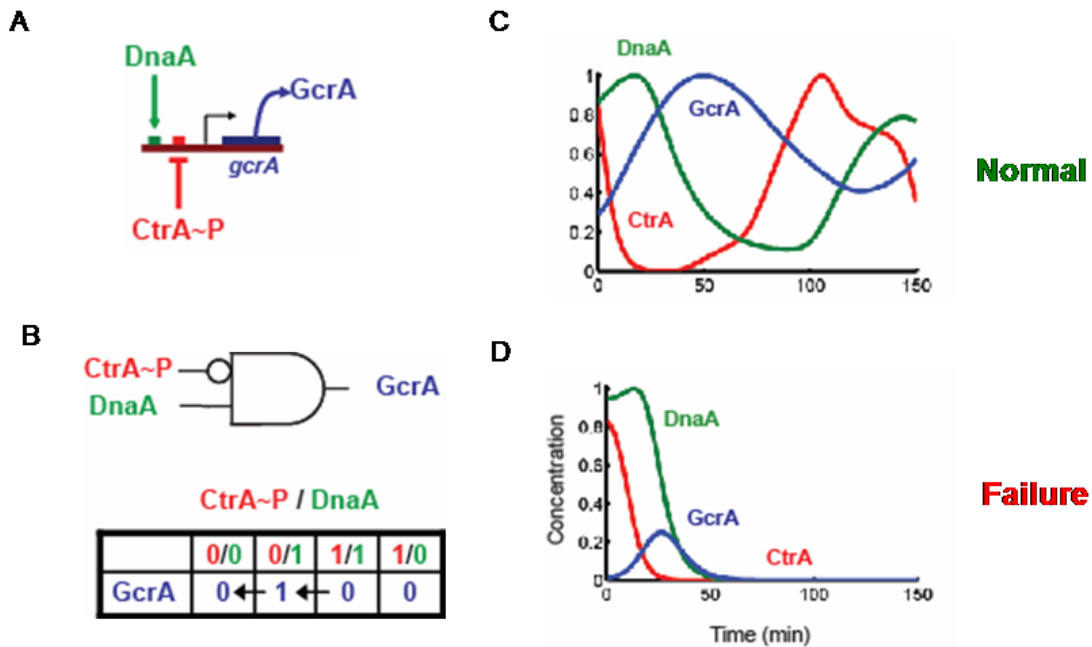 A
DnaA
GcrA
gcrA
CtrA~P
B
CtrA~P
DnaA
GcrA
CtrA~P / DnaA
0/0 0/1 1/1 1/0
GcrA 0 1 0 0
C
DnaA
GcrA
CtrA
1
0.8
0.6
0.4
0.2
0
0 50 100 150
Normal
D
Concentration
DnaA
GcrA
CtrA
1
0.8
0.6
0.4
0.2
0
0 50 100 150
Time (min)
Failure